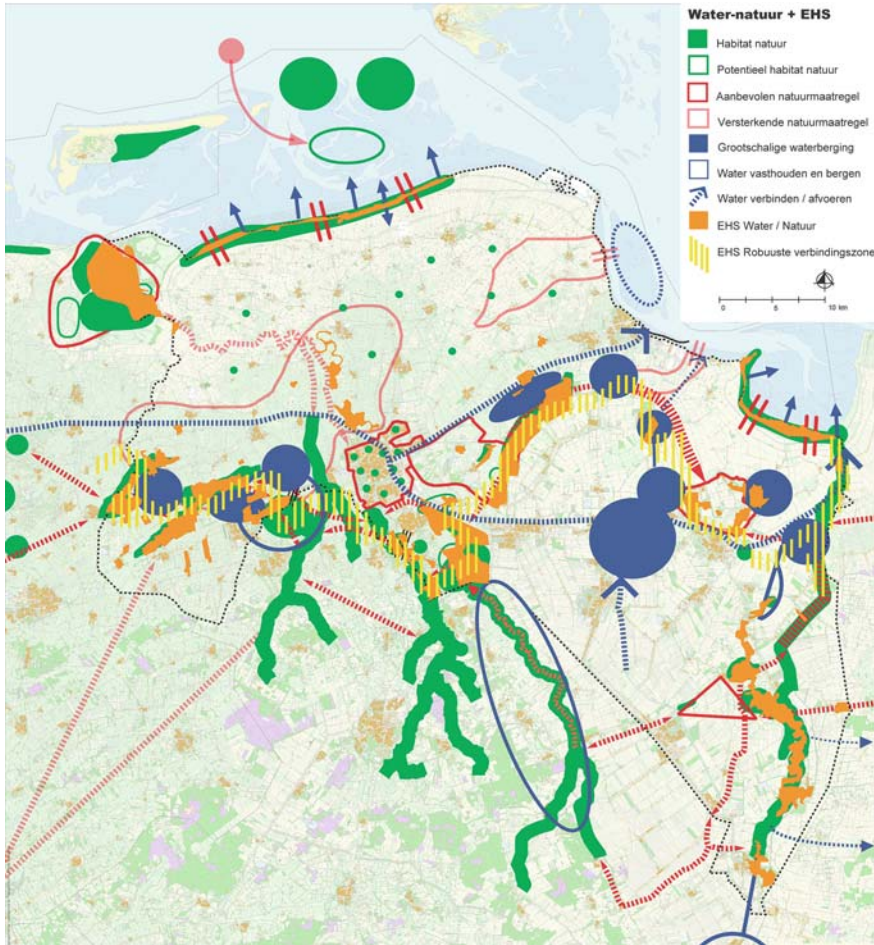 Water-natuur + EHS
Habitat natuur
Potentieel habitat natuur
Aanbevolen natuurmaatregel
Versterkende natuurmaatregel
Grootschalige waterberging
Water vasthouden en bergen
Water verbinden / afvoeren
EHS Water / Natuur
EHS Robuuste verbindingszone
0 5 10 km